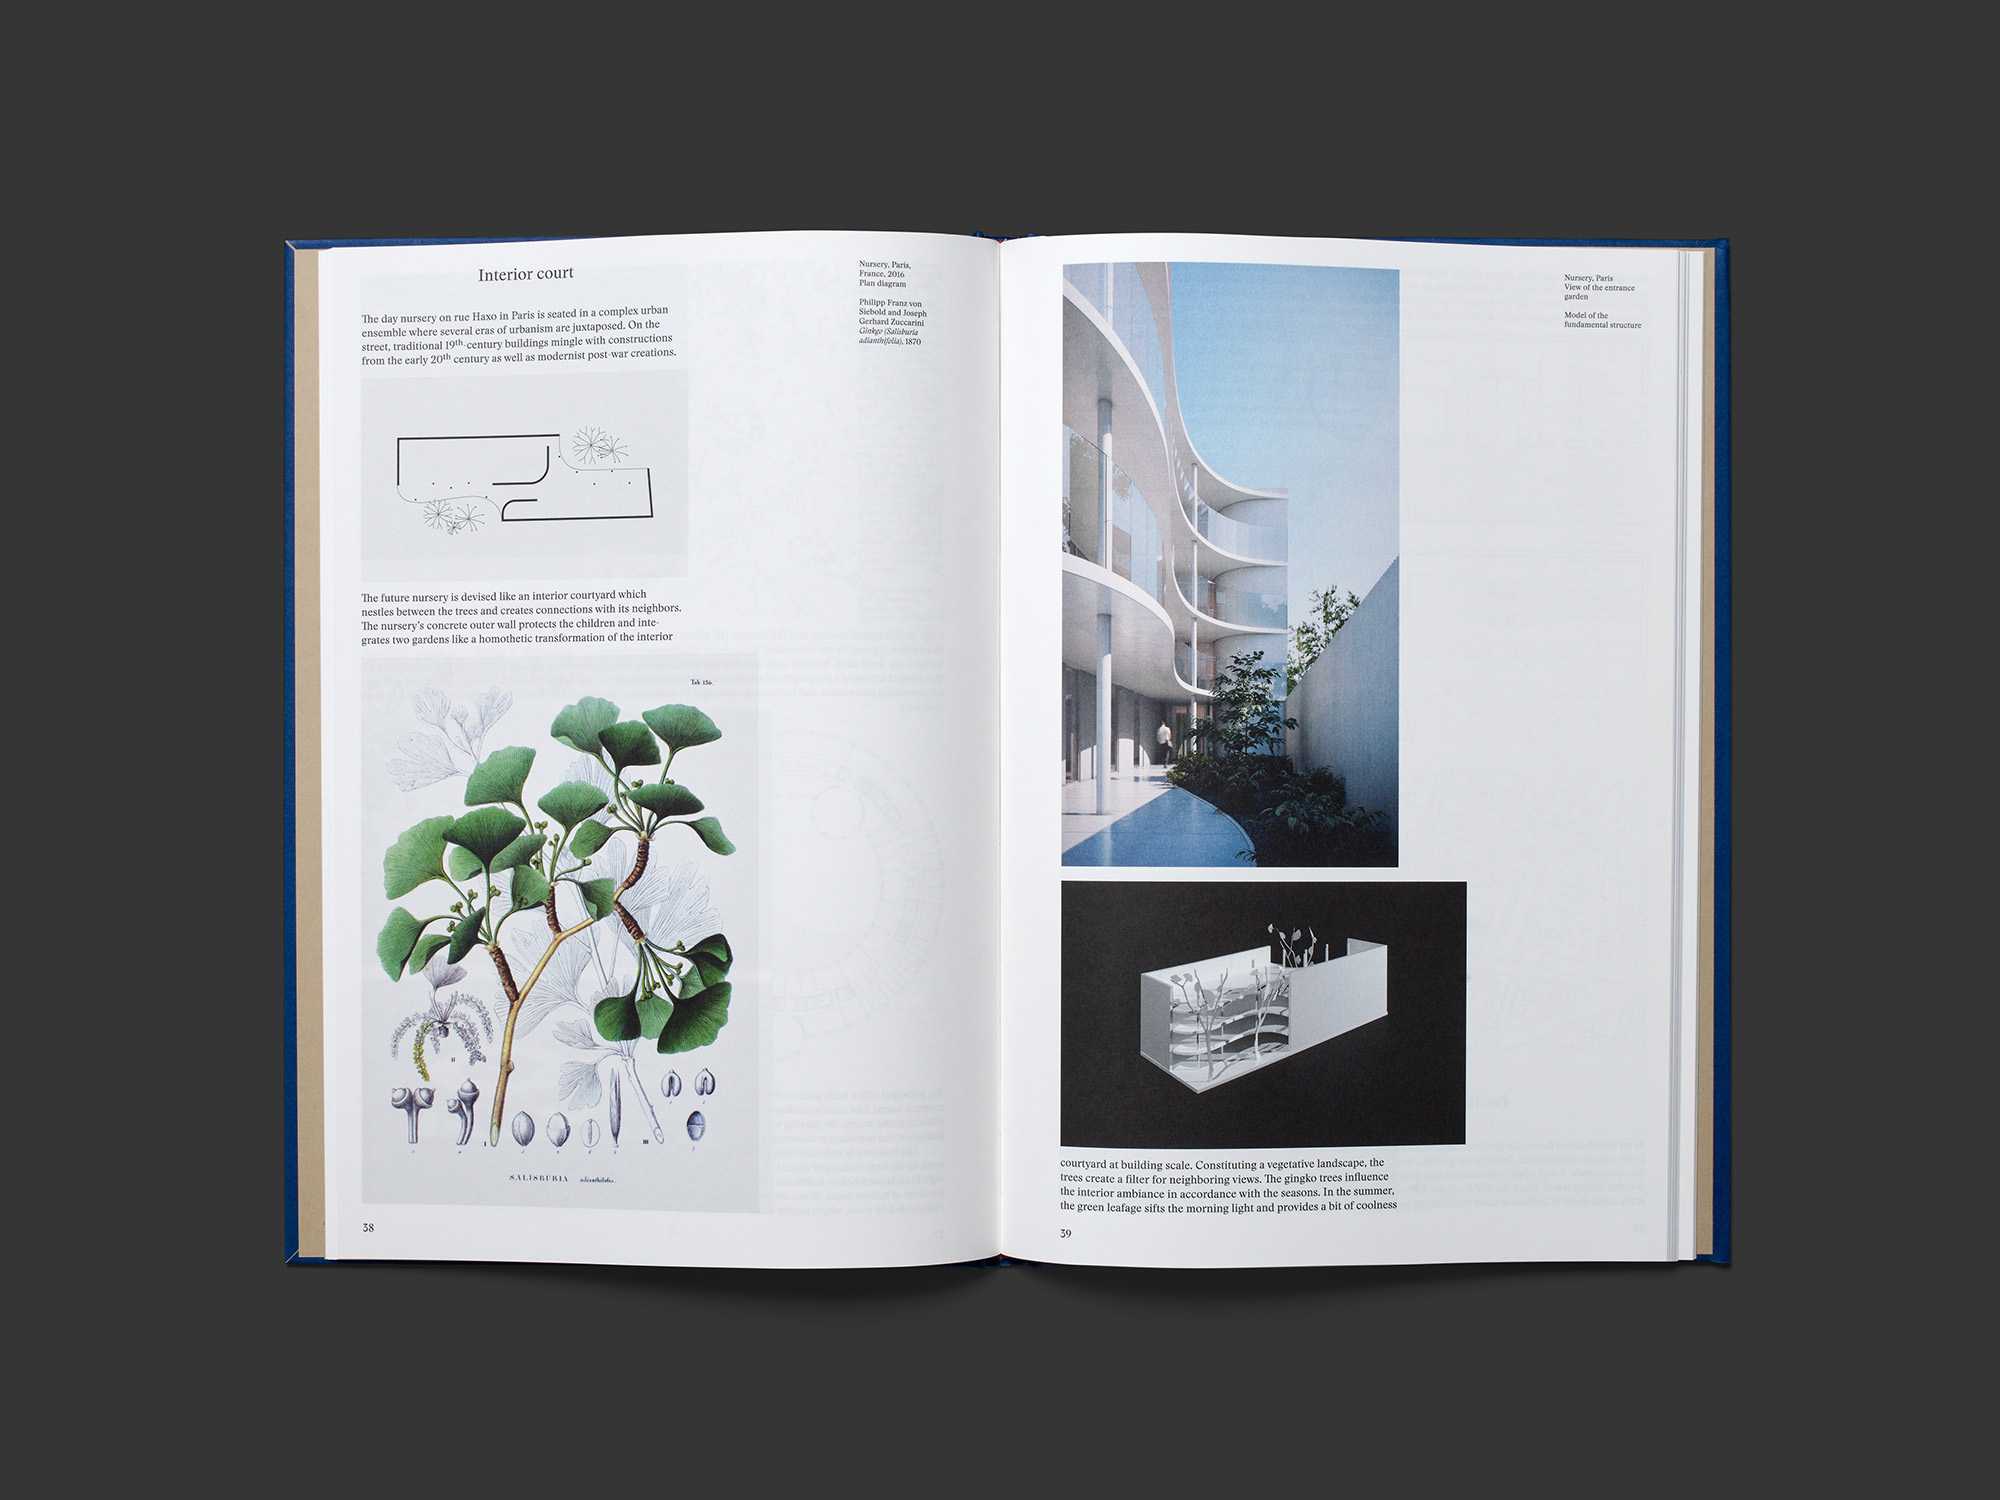 Interior court
The day nursery on rue Haxo in Paris is seated in a complex urban
ensemble where several eras of urbanism are juxtaposed. On the
street, traditional 19th-century buildings mingle with constructions
from the early 20th century as well as modernist post-war creations.
Nursery, Paris,
France, 2016
Plan diagram
Philipp Franz von
Siebold and Joseph
Gerhard Zuccarini
Ginkgo (Salisburia
adianthifolia), 1870
The future nursery is devised like an interior courtyard which
nestles between the trees and creates connections with its neighbors.
The nursery's concrete outer wall protects the children and inte-
grates two gardens like a homothetic transformation of the interior
Tab. 136.
II
I
III
SALISBURIA adianthifolia.
38
Nursery, Paris
View of the entrance
garden
Model of the
fundamental structure
courtyard at building scale. Constituting a vegetative landscape, the
trees create a filter for neighboring views. The gingko trees influence
the interior ambiance in accordance with the seasons. In the summer,
the green leafage sifts the morning light and provides a bit of coolness
39